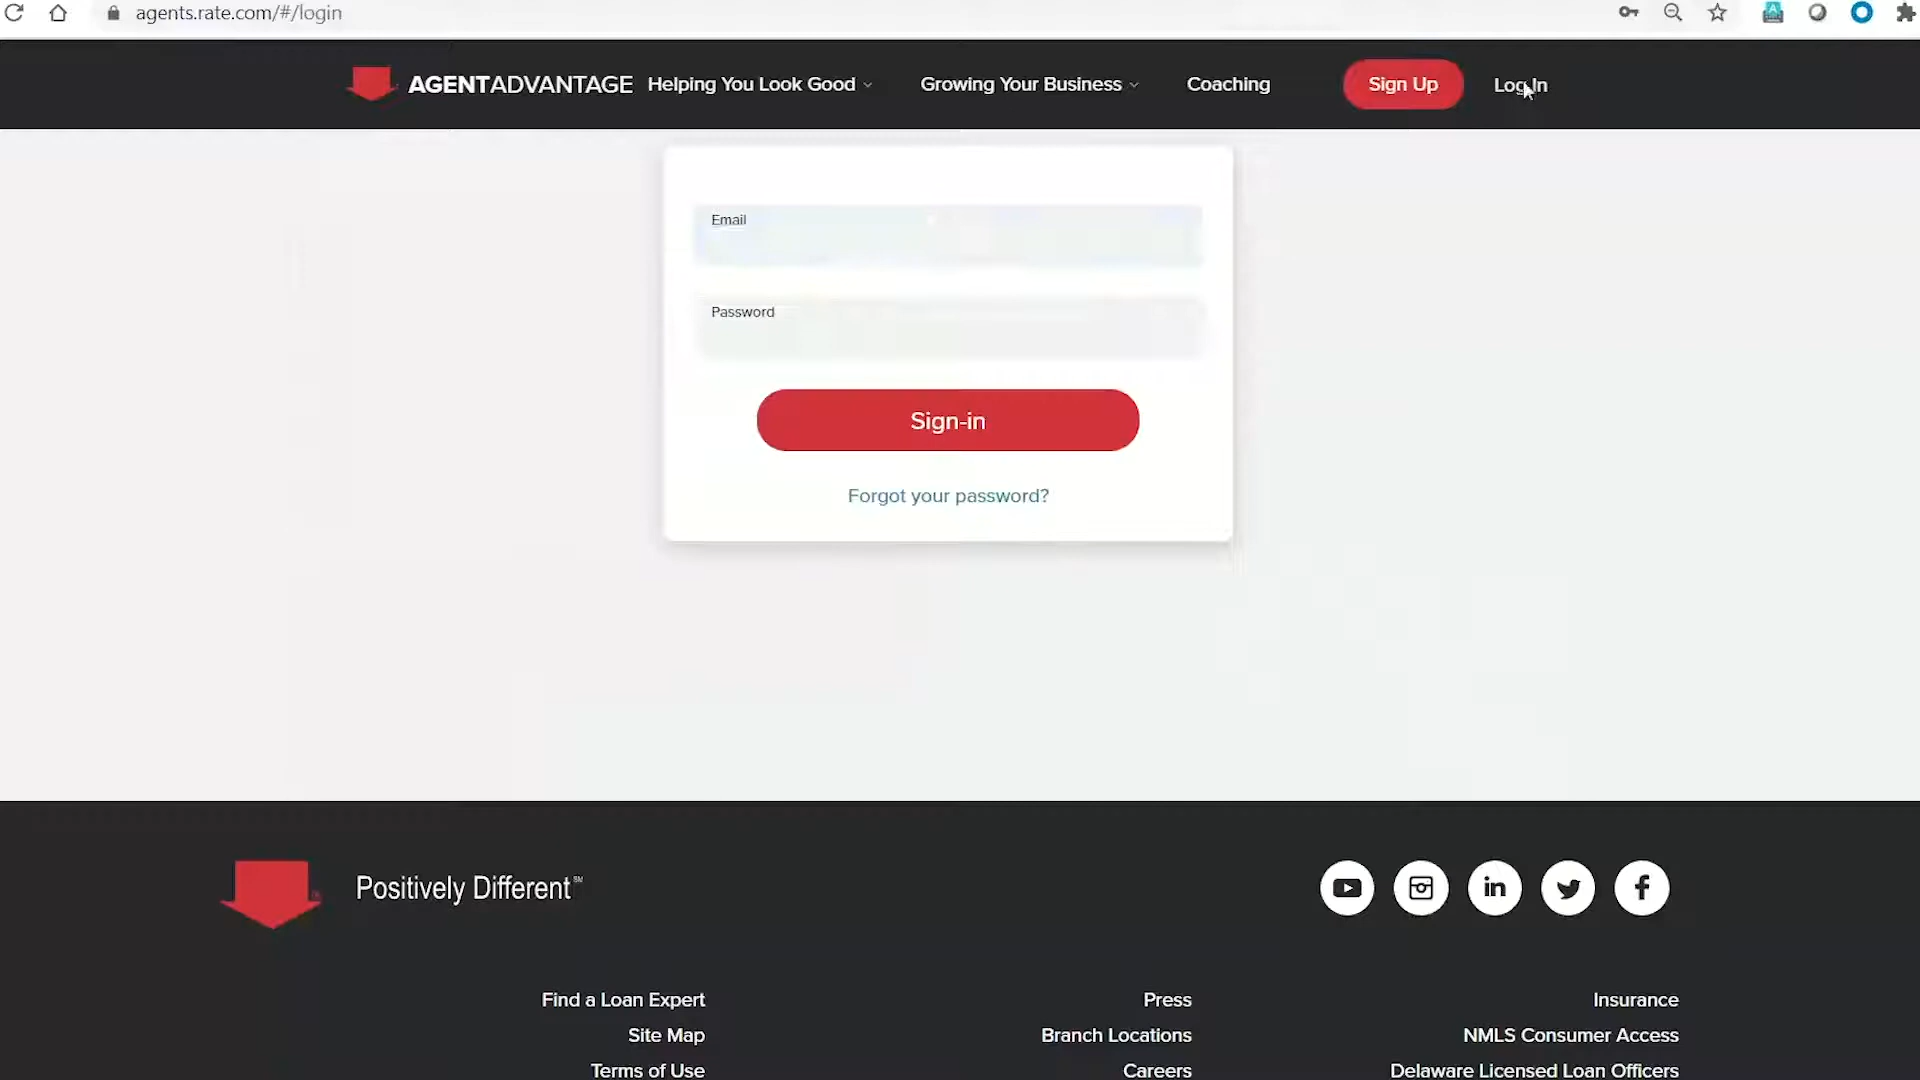 agents.rate.com/#/login
AGENTADVANTAGE Helping You Look Good Growing Your Business Coaching Sign Up Log In
Email
Password
Sign-in
Forgot your password?
Positively Different℠
Find a Loan Expert Press Insurance
Site Map Branch Locations NMLS Consumer Access
Terms of Use Careers Delaware Licensed Loan Officers